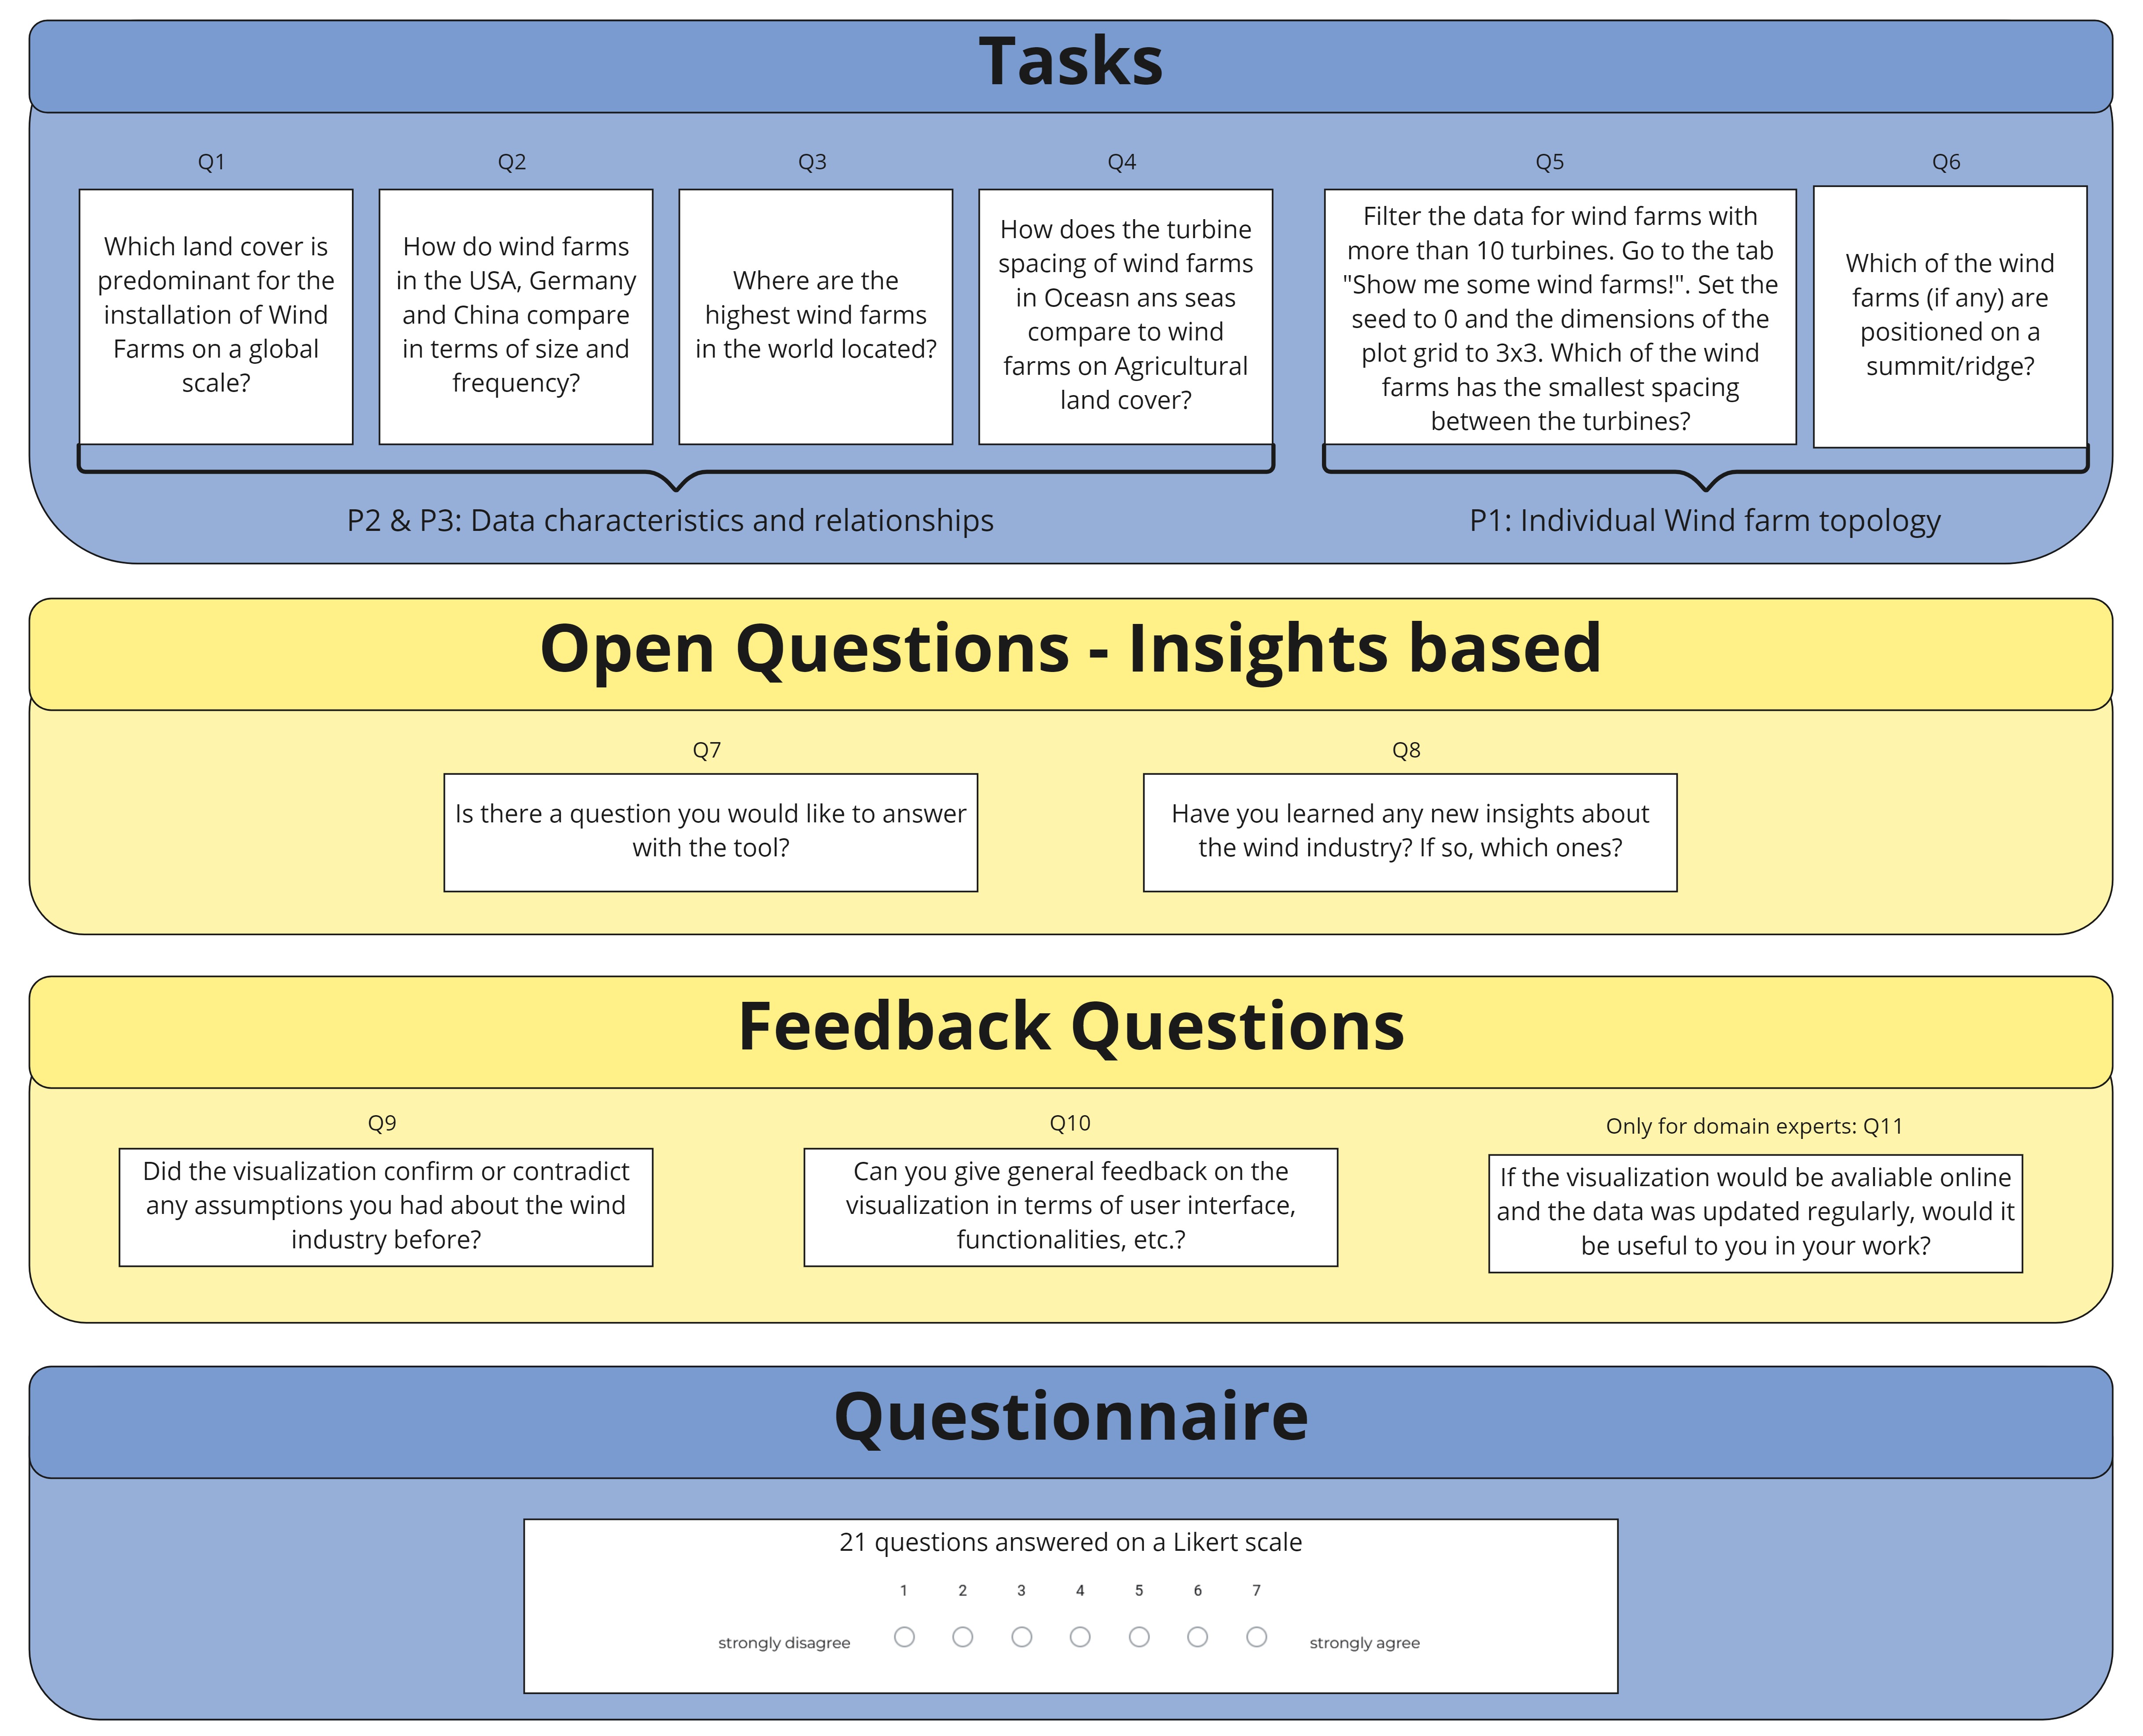 Tasks
Q1
Which land cover is
predominant for the
installation of Wind
Farms on a global
scale?
Q2
How do wind farms
in the USA, Germany
and China compare
in terms of size and
frequency?
Q3
Where are the
highest wind farms
in the world located?
Q4
How does the turbine
spacing of wind farms
in Oceasn ans seas
compare to wind
farms on Agricultural
land cover?
Q5
Filter the data for wind farms with
more than 10 turbines. Go to the tab
"Show me some wind farms!". Set the
seed to 0 and the dimensions of the
plot grid to 3x3. Which of the wind
farms has the smallest spacing
between the turbines?
Q6
Which of the wind
farms (if any) are
positioned on a
summit/ridge?
P2 & P3: Data characteristics and relationships
P1: Individual Wind farm topology
Open Questions - Insights based
Q7
Is there a question you would like to answer
with the tool?
Q8
Have you learned any new insights about
the wind industry? If so, which ones?
Feedback Questions
Q9
Did the visualization confirm or contradict
any assumptions you had about the wind
industry before?
Q10
Can you give general feedback on the
visualization in terms of user interface,
functionalities, etc.?
Only for domain experts: Q11
If the visualization would be avaliable online
and the data was updated regularly, would it
be useful to you in your work?
Questionnaire
21 questions answered on a Likert scale
1 2 3 4 5 6 7
strongly disagree
strongly agree